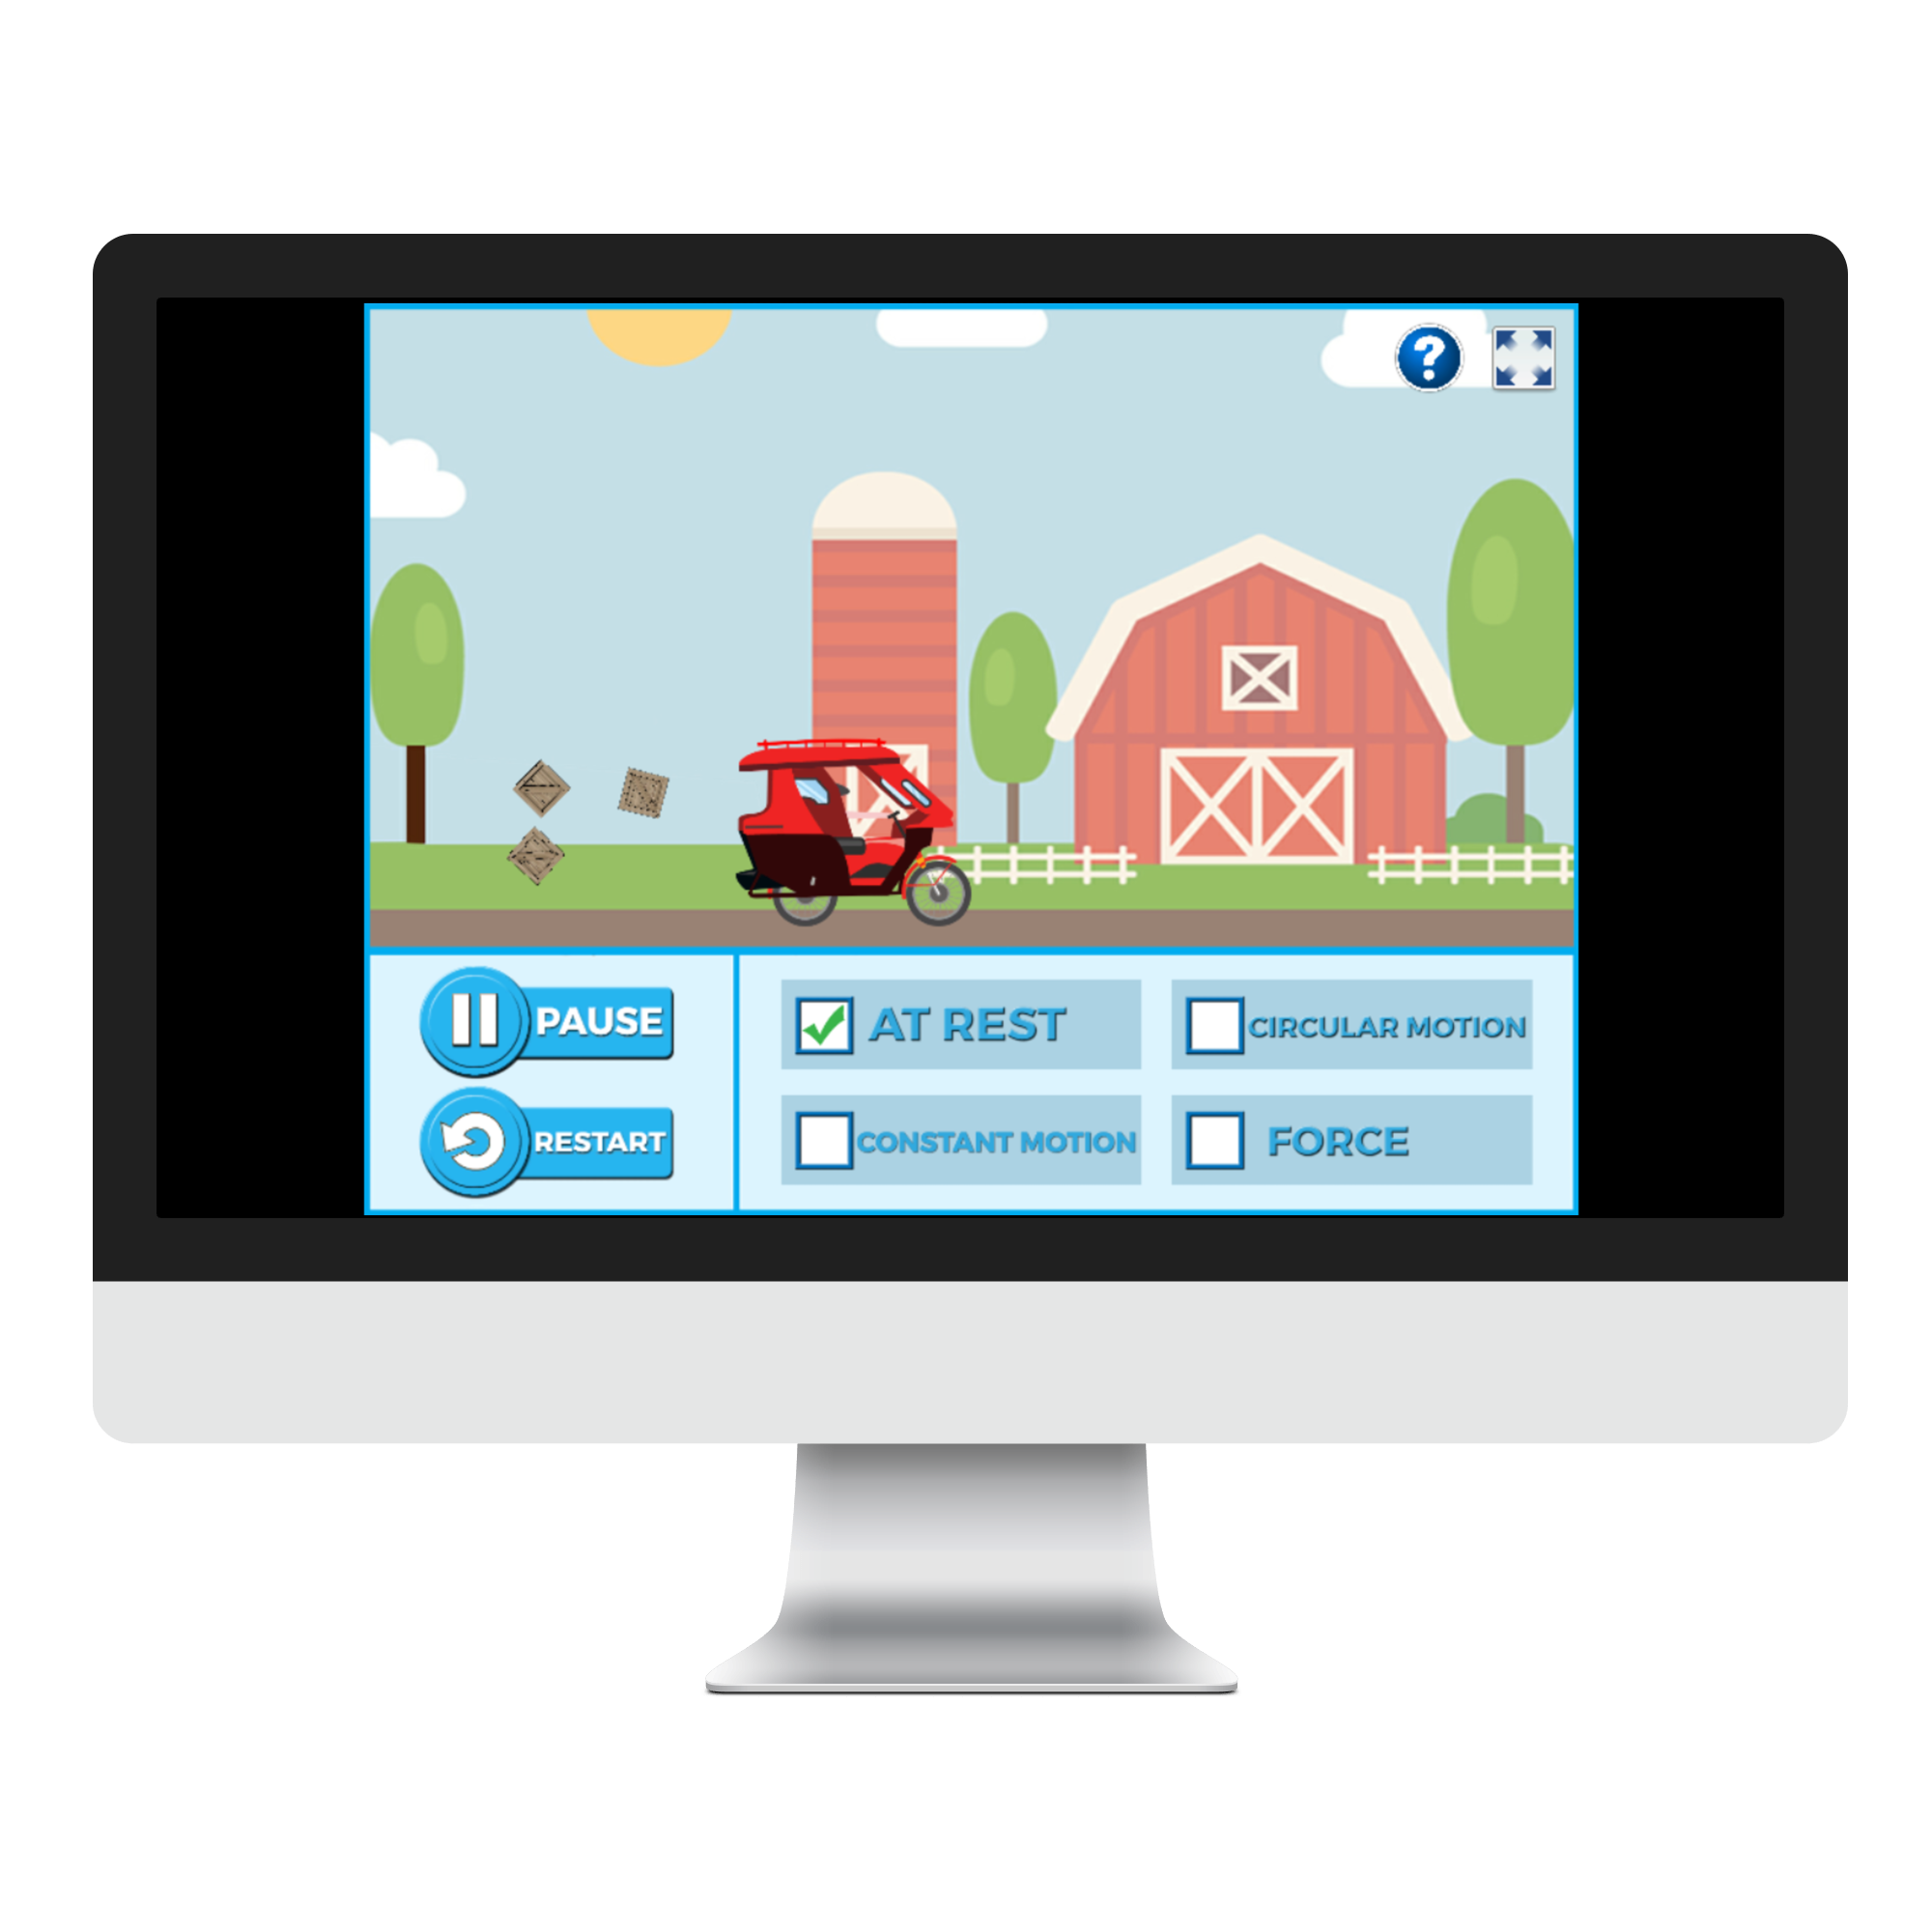 ?
PAUSE
RESTART
AT REST
CIRCULAR MOTION
CONSTANT MOTION
FORCE